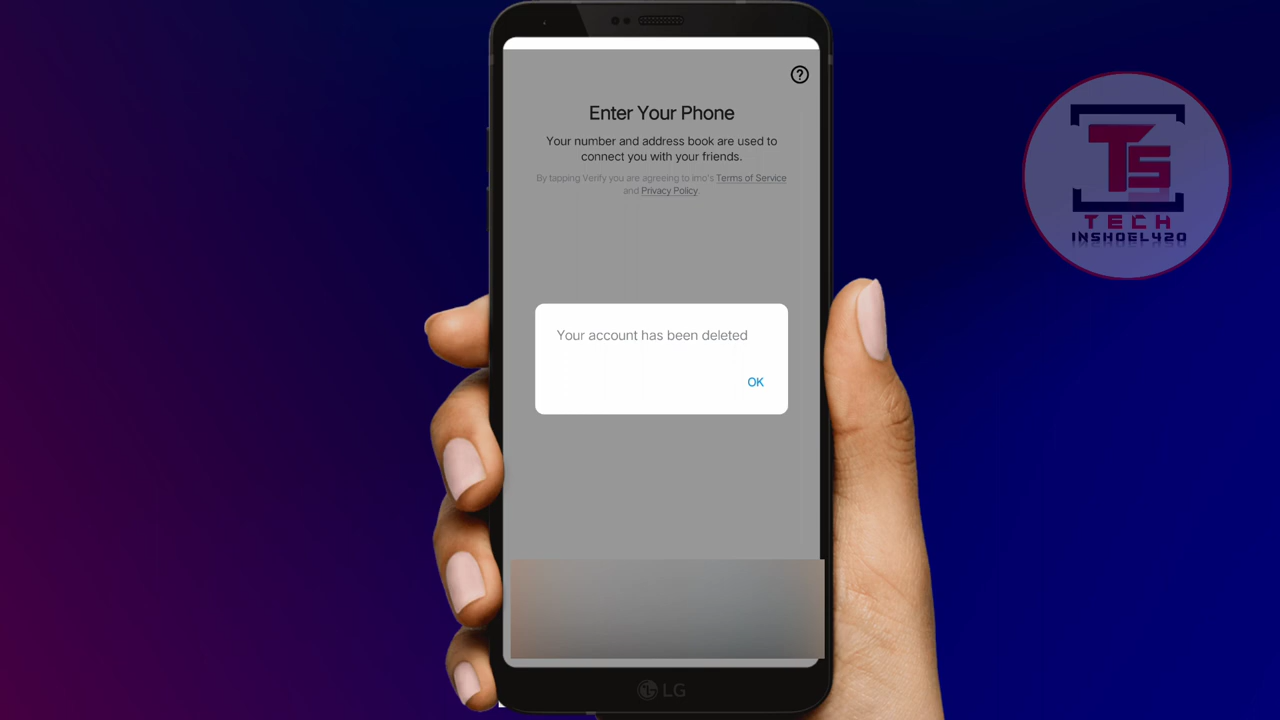 Enter Your Phone
Your number and address book are used to
connect you with your friends.
By tapping Verify you are agreeing to imo's Terms of Service
and Privacy Policy
Your account has been deleted
OK
TS
TECH
INSHOEL420
LG